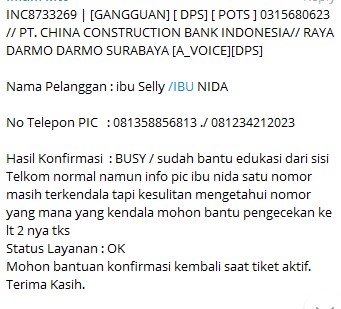 INC8733269 | [GANGGUAN] [ DPS] [ POTS ] 0315680623
// PT. CHINA CONSTRUCTION BANK INDONESIA// RAYA
DARMO DARMO SURABAYA [A_VOICE][DPS]
Nama Pelanggan : ibu Selly /IBU NIDA
No Telepon PIC : 081358856813 ./ 081234212023
Hasil Konfirmasi : BUSY / sudah bantu edukasi dari sisi
Telkom normal namun info pic ibu nida satu nomor
masih terkendala tapi kesulitan mengetahui nomor
yang mana yang kendala mohon bantu pengecekan ke
lt 2 nya tks
Status Layanan : OK
Mohon bantuan konfirmasi kembali saat tiket aktif.
Terima Kasih.